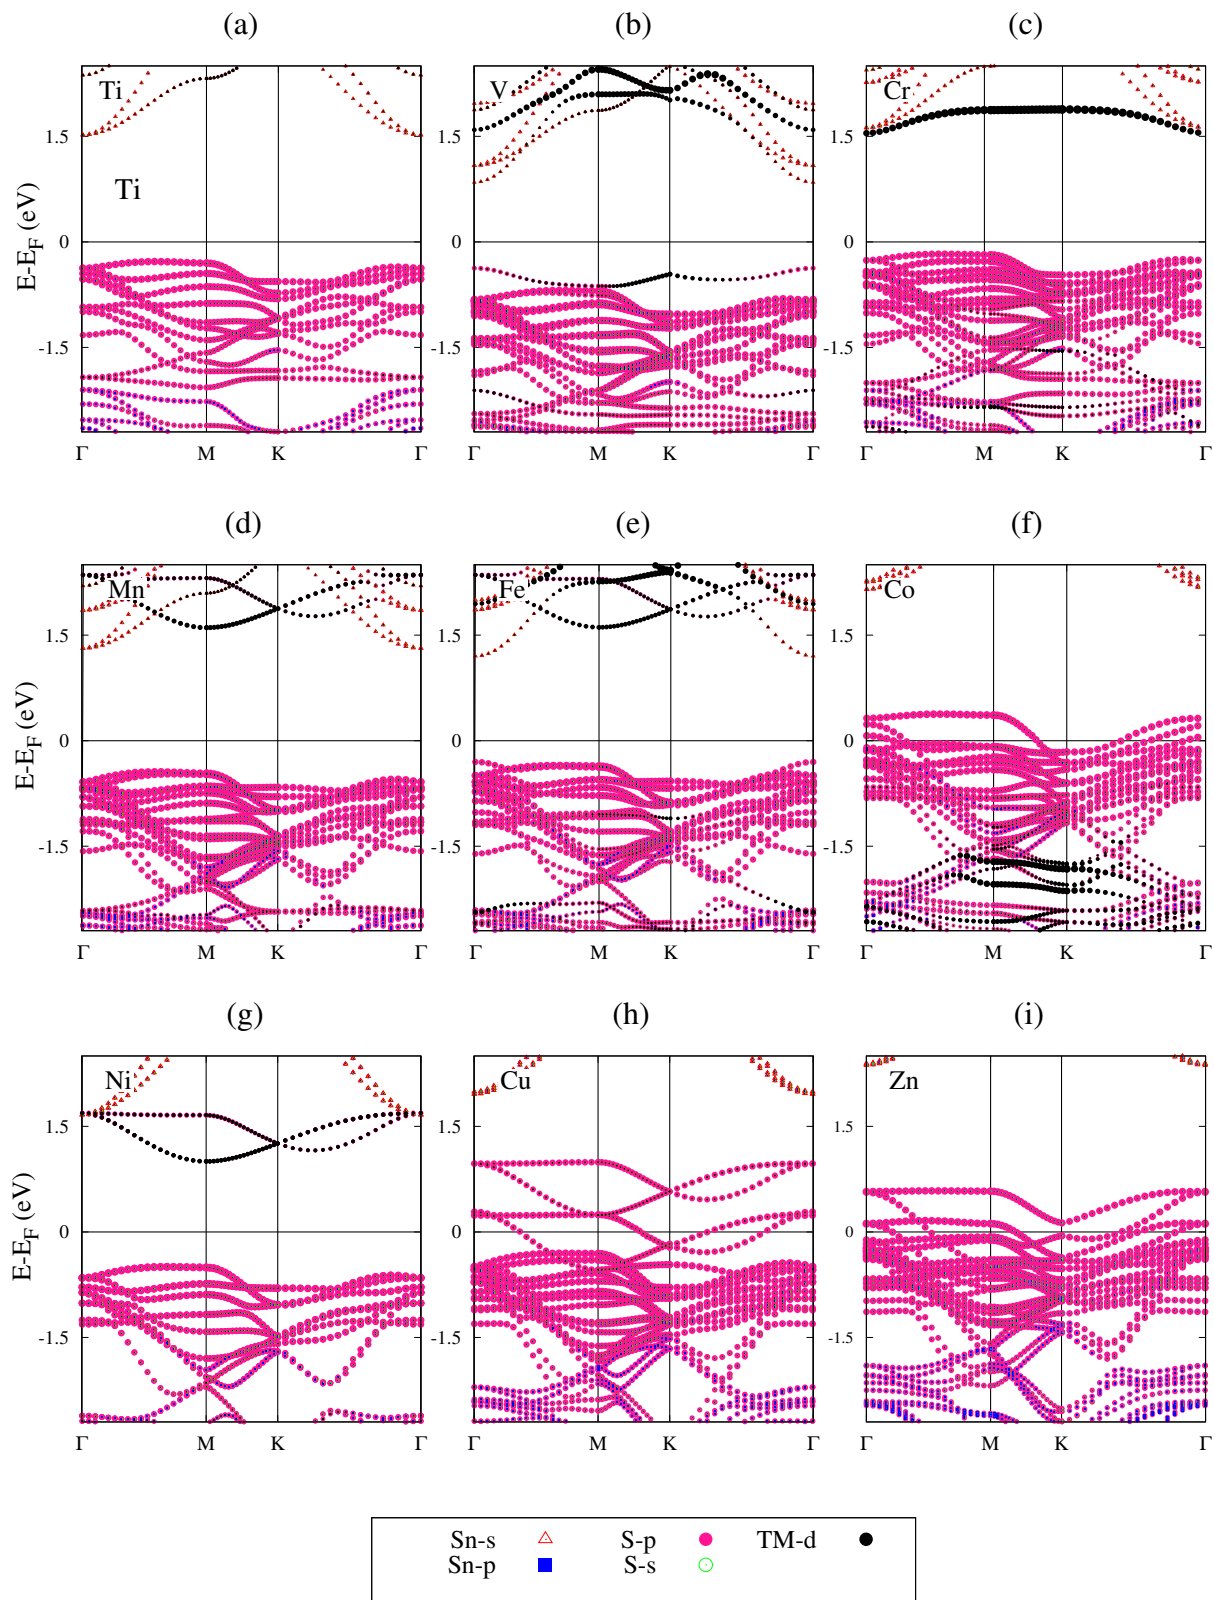 (a) (b) (c)
Ti V Cr
Ti
E-E_F (eV)
1.5 1.5 1.5
0 0 0
-1.5 -1.5 -1.5
Γ M K Γ Γ M K Γ Γ M K Γ
(d) (e) (f)
Mn Fe Co
E-E_F (eV)
1.5 1.5 1.5
0 0 0
-1.5 -1.5 -1.5
Γ M K Γ Γ M K Γ Γ M K Γ
(g) (h) (i)
Ni Cu Zn
E-E_F (eV)
1.5 1.5 1.5
0 0 0
-1.5 -1.5 -1.5
Γ M K Γ Γ M K Γ Γ M K Γ
Sn-s S-p TM-d
Sn-p S-s